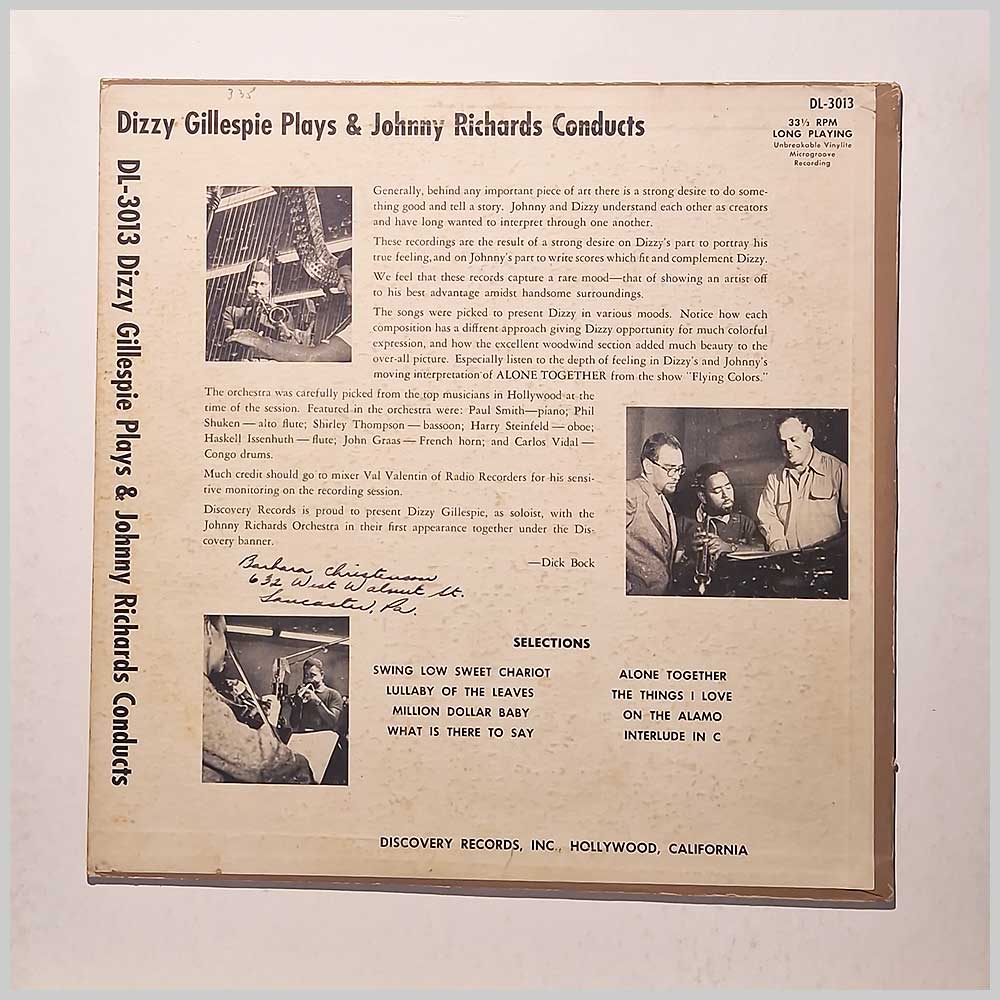 335
Dizzy Gillespie Plays & Johnny Richards Conducts
DL-3013
33⅓ RPM
LONG PLAYING
Unbreakable Vinylite
Microgroove
Recording
DL-3013 Dizzy Gillespie Plays & Johnny Richards Conducts
Generally, behind any important piece of art there is a strong desire to do some-
thing good and tell a story. Johnny and Dizzy understand each other as creators
and have long wanted to interpret through one another.
These recordings are the result of a strong desire on Dizzy's part to portray his
true feeling, and on Johnny's part to write scores which fit and complement Dizzy.
We feel that these records capture a rare mood—that of showing an artist off
to his best advantage amidst handsome surroundings.
The songs were picked to present Dizzy in various moods. Notice how each
composition has a diffrent approach giving Dizzy opportunity for much colorful
expression, and how the excellent woodwind section added much beauty to the
over-all picture. Especially listen to the depth of feeling in Dizzy's and Johnny's
moving interpretation of ALONE TOGETHER from the show "Flying Colors."
The orchestra was carefully picked from the top musicians in Hollywood at the
time of the session. Featured in the orchestra were: Paul Smith—piano; Phil
Shuken — alto flute; Shirley Thompson — bassoon; Harry Steinfeld — oboe;
Haskell Issenhuth — flute; John Graas — French horn; and Carlos Vidal —
Congo drums.
Much credit should go to mixer Val Valentin of Radio Recorders for his sensi-
tive monitoring on the recording session.
Discovery Records is proud to present Dizzy Gillespie, as soloist, with the
Johnny Richards Orchestra in their first appearance together under the Dis-
covery banner.
—Dick Bock
Barbara Christenson
632 West Walnut St.
Lancaster, Pa.
SELECTIONS
SWING LOW SWEET CHARIOT
LULLABY OF THE LEAVES
MILLION DOLLAR BABY
WHAT IS THERE TO SAY
ALONE TOGETHER
THE THINGS I LOVE
ON THE ALAMO
INTERLUDE IN C
DISCOVERY RECORDS, INC., HOLLYWOOD, CALIFORNIA